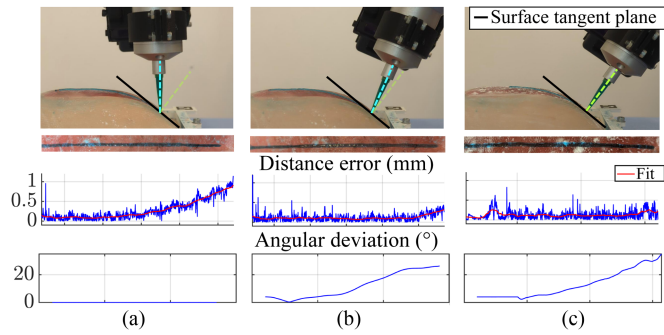 Surface tangent plane
Distance error (mm)
1
0.5
0
Fit
Angular deviation (°)
20
0
(a)
(b)
(c)